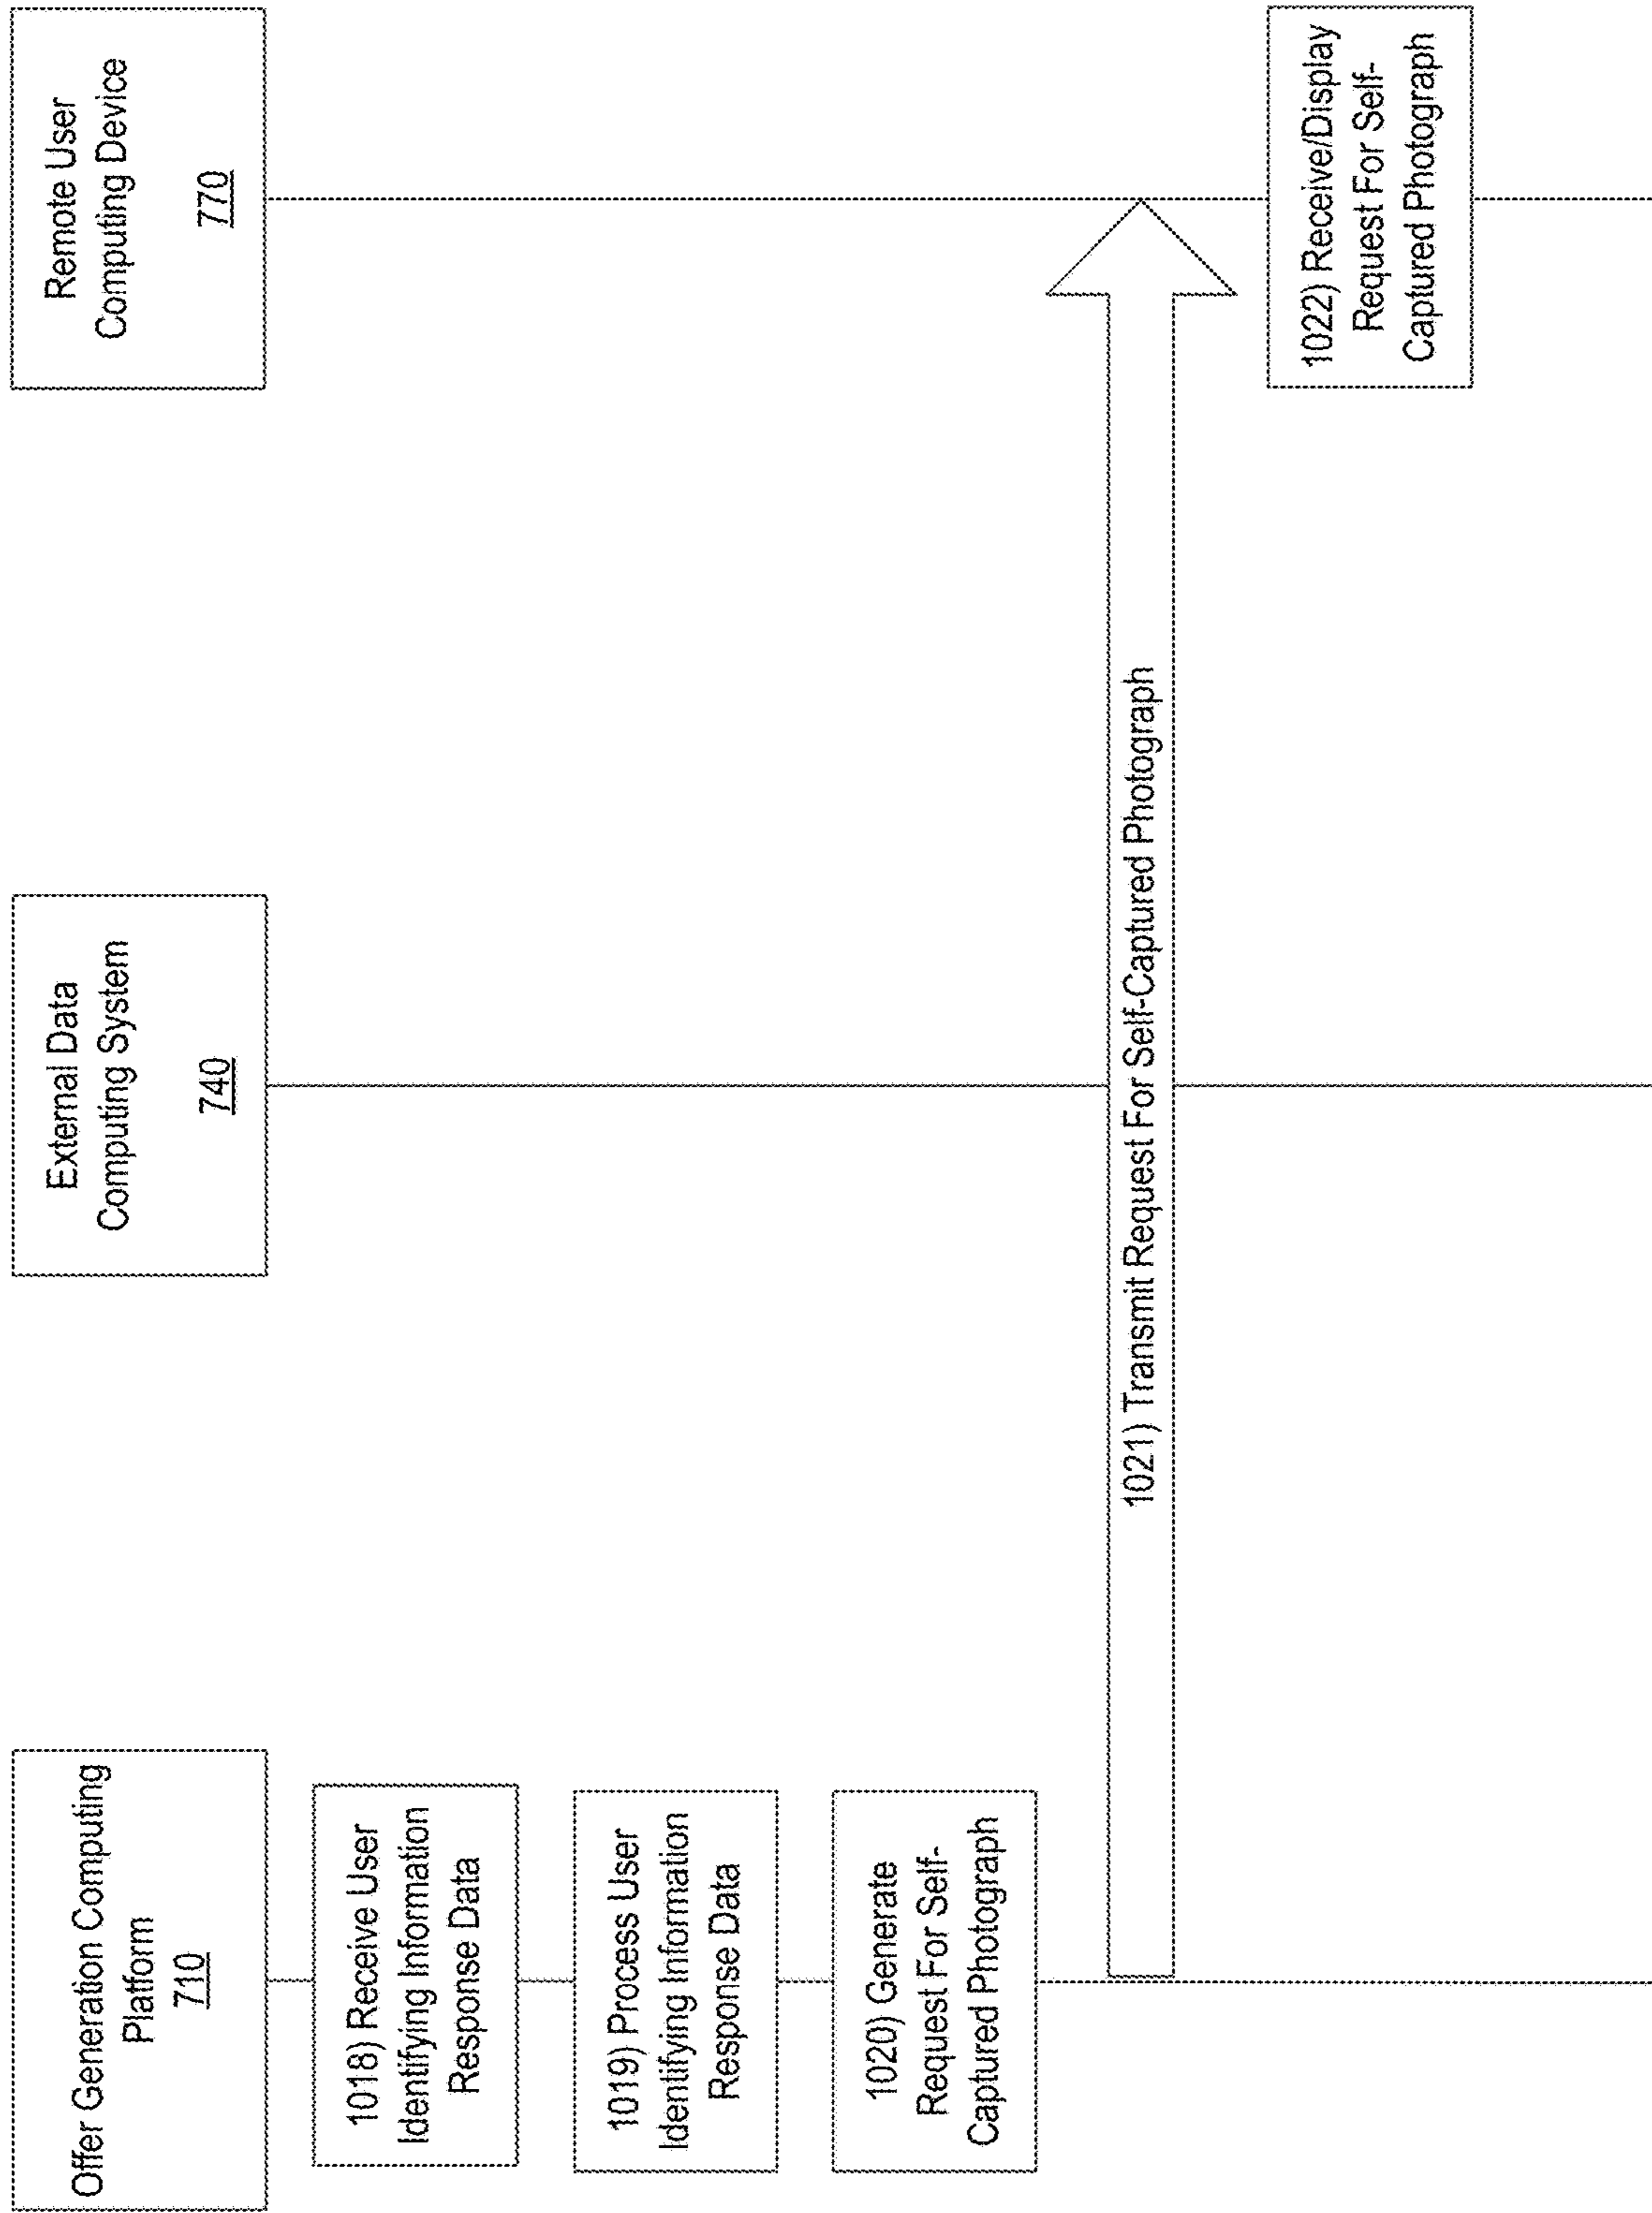 Offer Generation Computing
Platform
710
External Data
Computing System
740
Remote User
Computing Device
770
1018) Receive User
Identifying Information
Response Data
1019) Process User
Identifying Information
Response Data
1020) Generate
Request For Self-
Captured Photograph
1021) Transmit Request For Self-Captured Photograph
1022) Receive/Display
Request For Self-
Captured Photograph